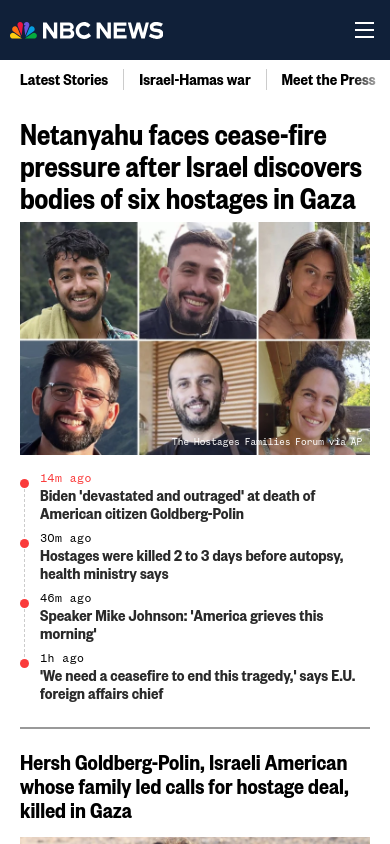 NBC NEWS
Latest Stories
Israel-Hamas war
Meet the Press
Netanyahu faces cease-fire
pressure after Israel discovers
bodies of six hostages in Gaza
The Hostages Families Forum via AP
14m ago
Biden 'devastated and outraged' at death of
American citizen Goldberg-Polin
30m ago
Hostages were killed 2 to 3 days before autopsy,
health ministry says
46m ago
Speaker Mike Johnson: 'America grieves this
morning'
1h ago
'We need a ceasefire to end this tragedy,' says E.U.
foreign affairs chief
Hersh Goldberg-Polin, Israeli American
whose family led calls for hostage deal,
killed in Gaza